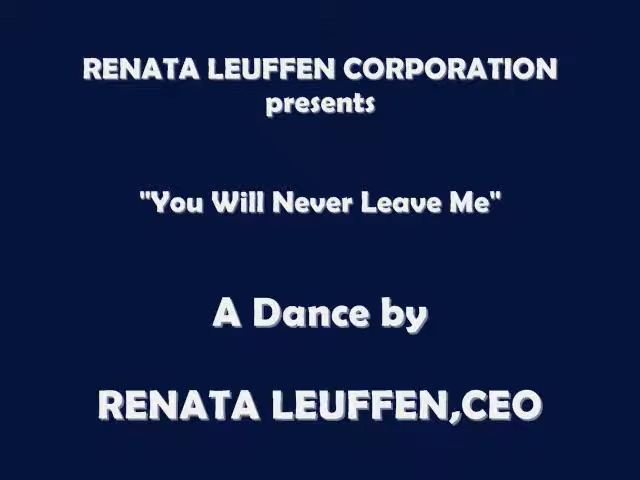 RENATA LEUFFEN CORPORATION
presents
"You Will Never Leave Me"
A Dance by
RENATA LEUFFEN,CEO